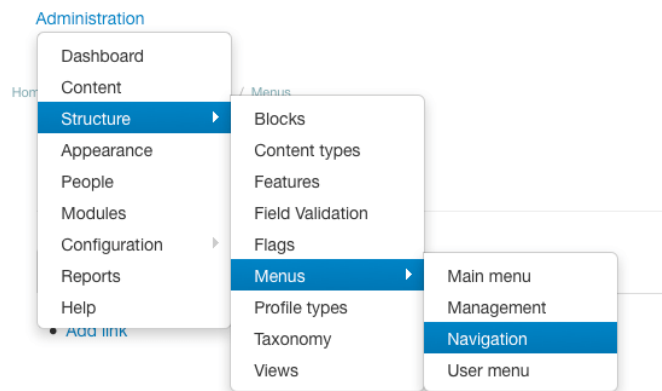 Administration
Dashboard
Content
Structure
Appearance
People
Modules
Configuration
Reports
Help
/ Menus
Blocks
Content types
Features
Field Validation
Flags
Menus
Profile types
Taxonomy
Views
Main menu
Management
Navigation
User menu
Add link